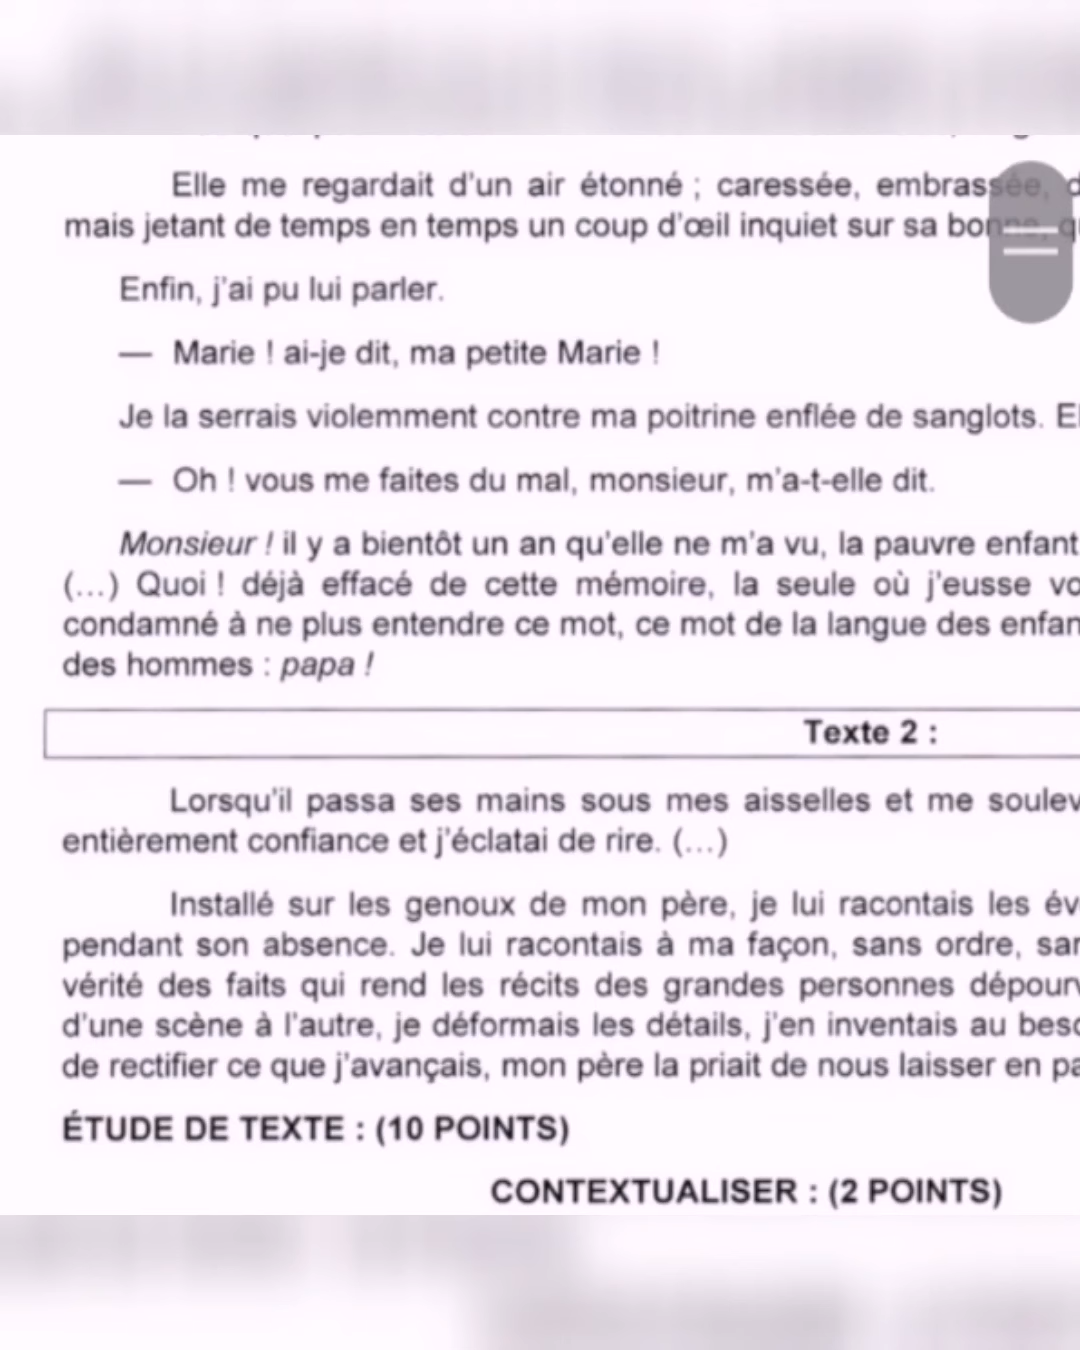 Elle me regardait d'un air étonné ; caressée, embrassée,
mais jetant de temps en temps un coup d'œil inquiet sur sa bonne,
Enfin, j'ai pu lui parler.
— Marie ! ai-je dit, ma petite Marie !
Je la serrais violemment contre ma poitrine enflée de sanglots.
— Oh ! vous me faites du mal, monsieur, m'a-t-elle dit.
Monsieur ! il y a bientôt un an qu'elle ne m'a vu, la pauvre enfant
(...) Quoi ! déjà effacé de cette mémoire, la seule où j'eusse
condamné à ne plus entendre ce mot, ce mot de la langue des
des hommes : papa !
Texte 2 :
Lorsqu'il passa ses mains sous mes aisselles et me
entièrement confiance et j'éclatai de rire. (...)
Installé sur les genoux de mon père, je lui racontais les
pendant son absence. Je lui racontais à ma façon, sans ordre,
vérité des faits qui rend les récits des grandes personnes
d'une scène à l'autre, je déformais les détails, j'en inventais au
de rectifier ce que j'avançais, mon père la priait de nous laisser en
ÉTUDE DE TEXTE : (10 POINTS)
CONTEXTUALISER : (2 POINTS)